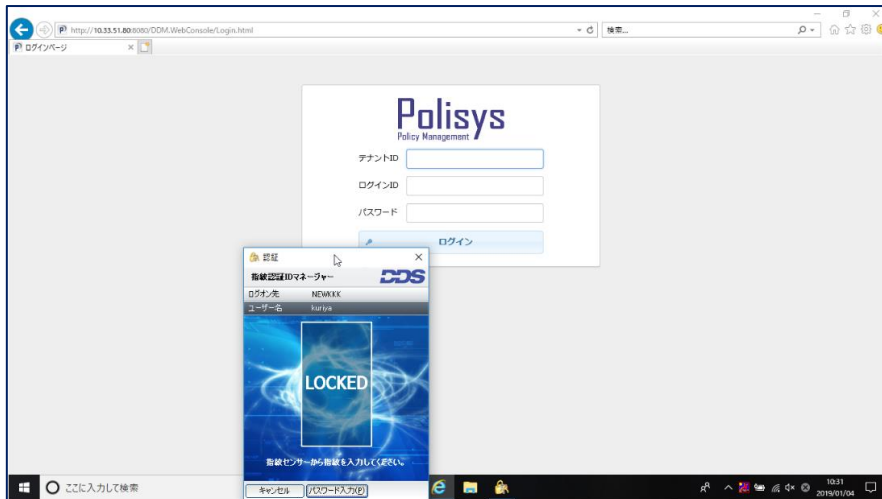 http://10.33.51.80:8080/DDM.WebConsole/Login.html
検索...
ログインページ
Polisys
Policy Management
テナントID
ログインID
パスワード
ログイン
認証
指紋認証IDマネージャー
DDS
ログオン先 NEWKKK
ユーザー名 kuriya
LOCKED
指紋センサーから指紋を入力してください。
キャンセル
パスワード入力(P)
ここに入力して検索
10:31
2019/01/04